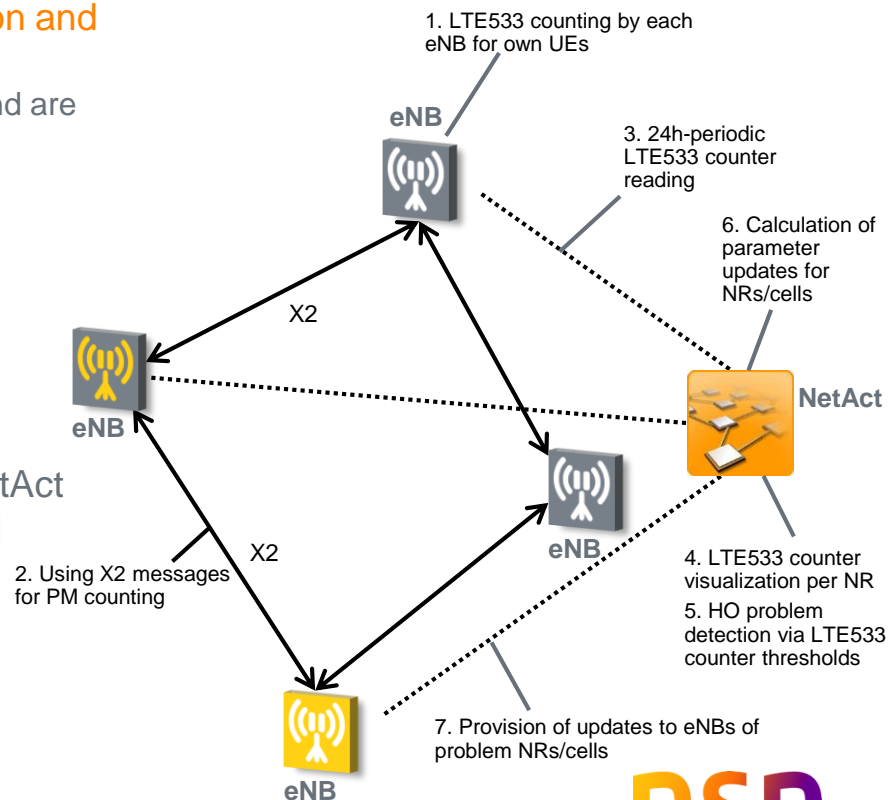 on and
nd are
1. LTE533 counting by each
eNB for own UEs
eNB
3. 24h-periodic
LTE533 counter
reading
6. Calculation of
parameter
updates for
NRs/cells
X2
NetAct
eNB
tAct
eNB
X2
2. Using X2 messages
for PM counting
4. LTE533 counter
visualization per NR
5. HO problem
detection via LTE533
counter thresholds
7. Provision of updates to eNBs of
problem NRs/cells
eNB